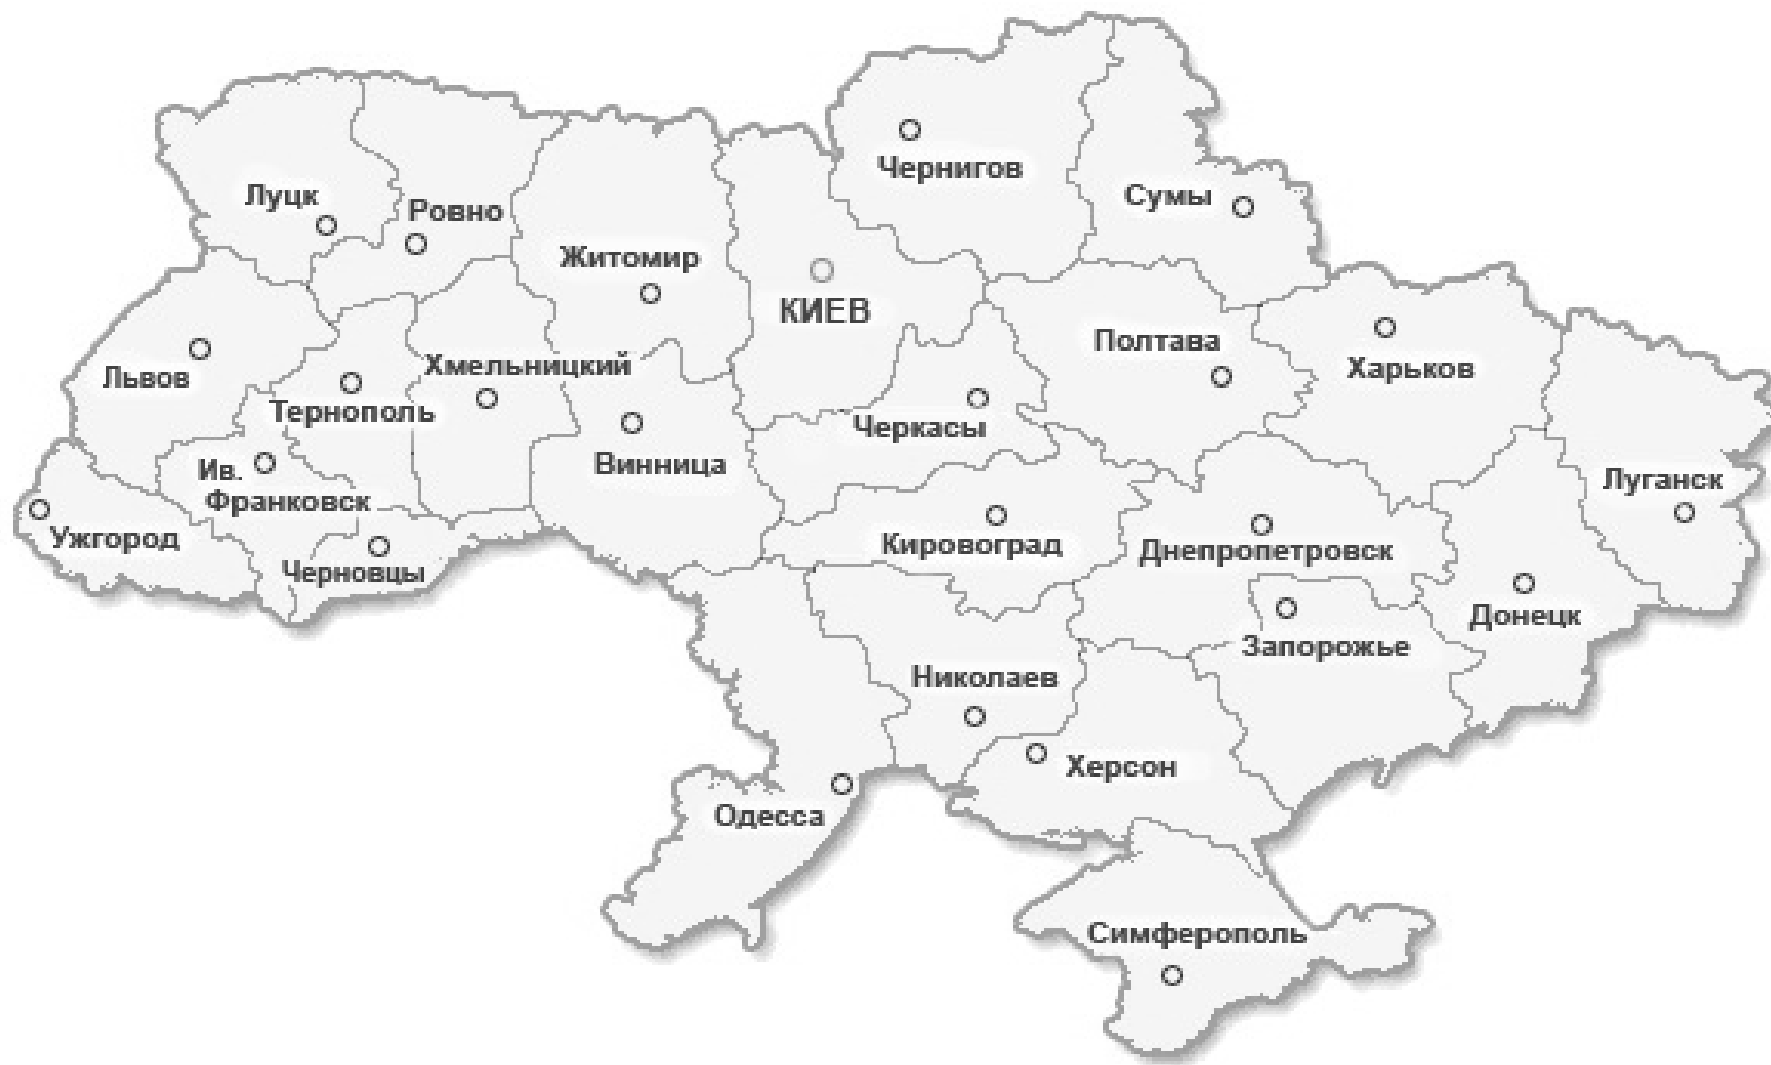 Чернигов
Луцк
Сумы
Ровно
Житомир
КИЕВ
Полтава
Хмельницкий
Харьков
Львов
Тернополь
Черкасы
Винница
Ив.
Франковск
Луганск
Ужгород
Кировоград
Днепропетровск
Черновцы
Донецк
Запорожье
Николаев
Херсон
Одесса
Симферополь